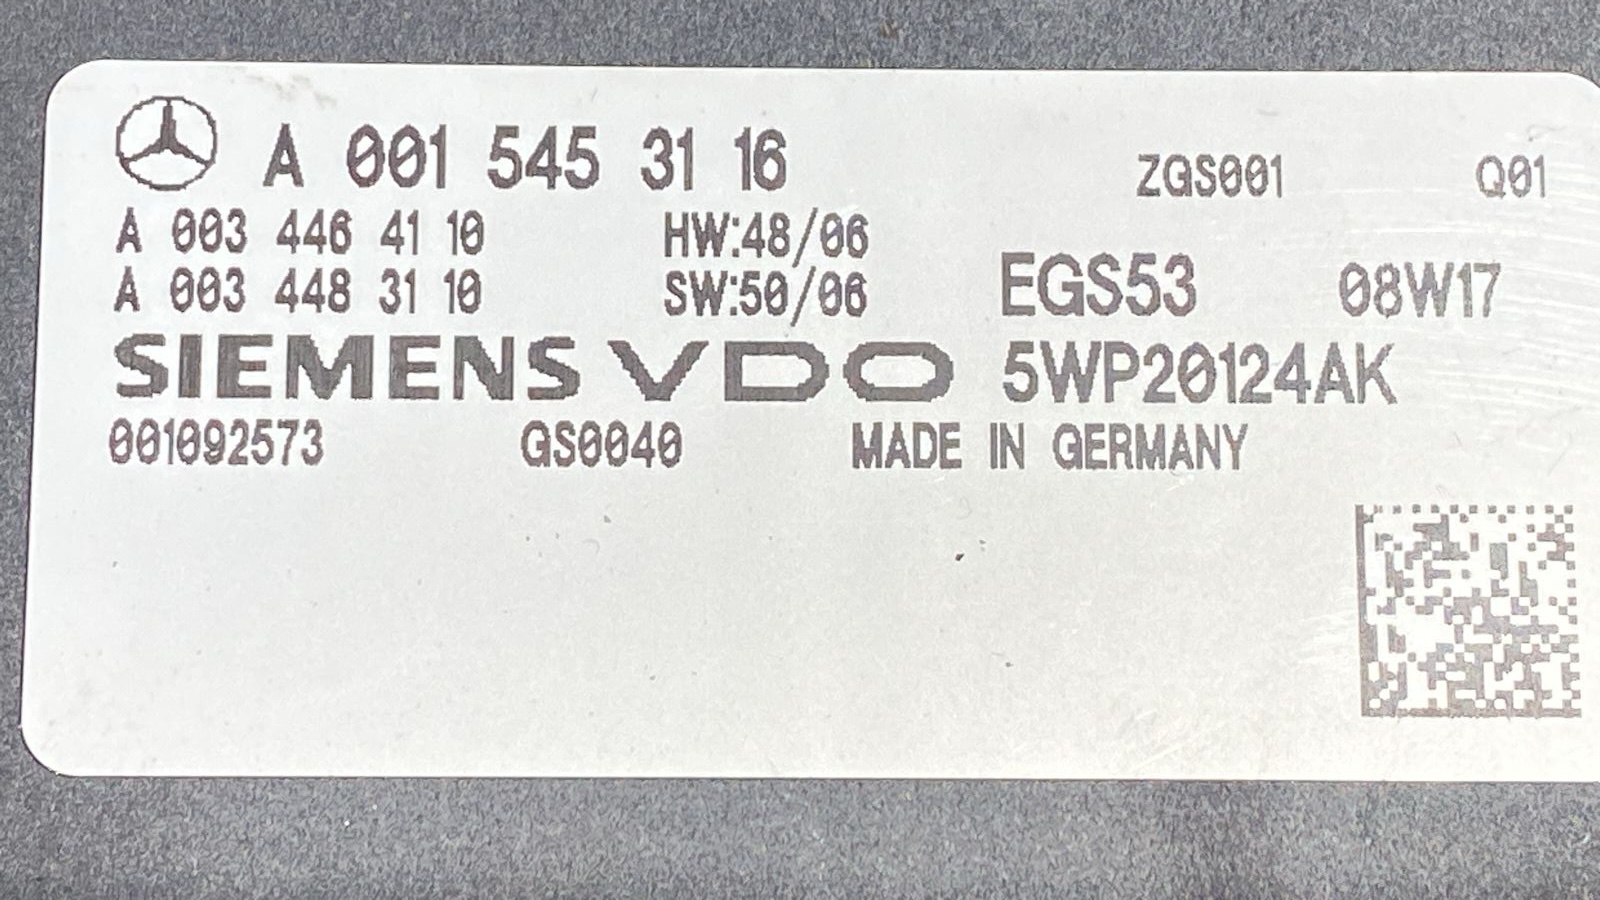 A 001 545 31 16 ZGS001 Q01
A 003 446 41 10 HW:48/06
A 003 448 31 10 SW:50/06 EGS53 08W17
SIEMENS VDO 5WP20124AK
001092573 GS0040 MADE IN GERMANY